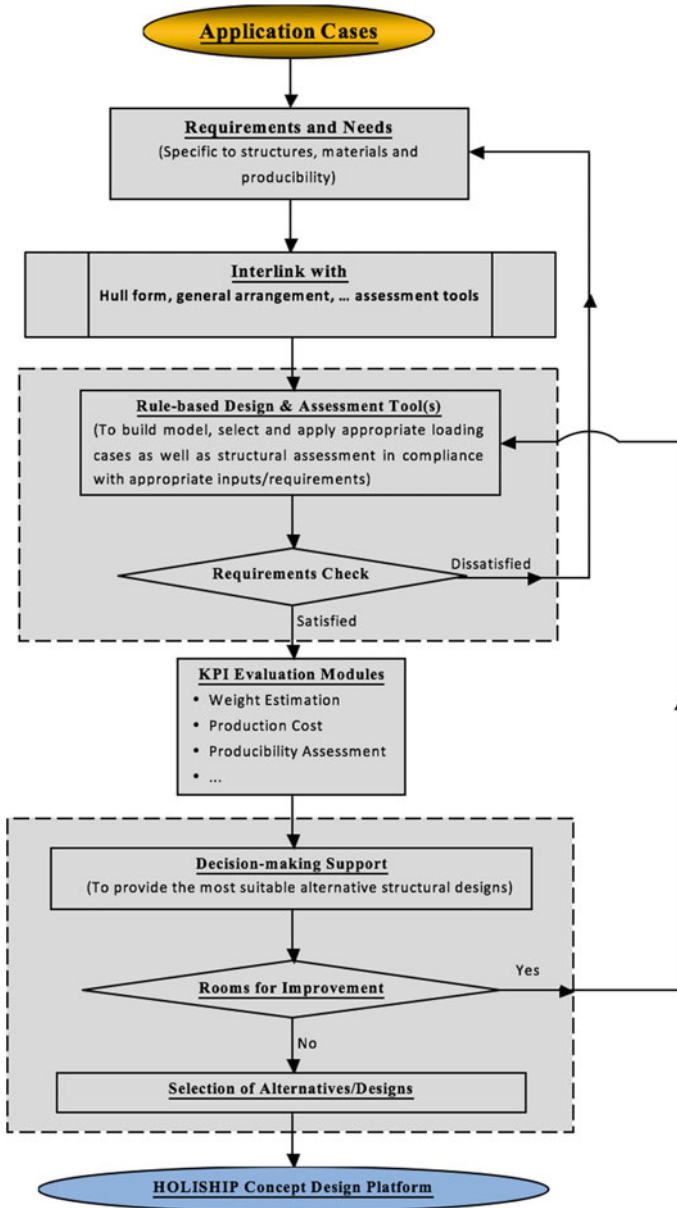 Application Cases
Requirements and Needs
(Specific to structures, materials and
producibility)
Interlink with
Hull form, general arrangement, ... assessment tools
Rule-based Design & Assessment Tool(s)
(To build model, select and apply appropriate loading
cases as well as structural assessment in compliance
with appropriate inputs/requirements)
Requirements Check
Dissatisfied
Satisfied
KPI Evaluation Modules
• Weight Estimation
• Production Cost
• Producibility Assessment
• ...
Decision-making Support
(To provide the most suitable alternative structural designs)
Rooms for Improvement
Yes
No
Selection of Alternatives/Designs
HOLISHIP Concept Design Platform